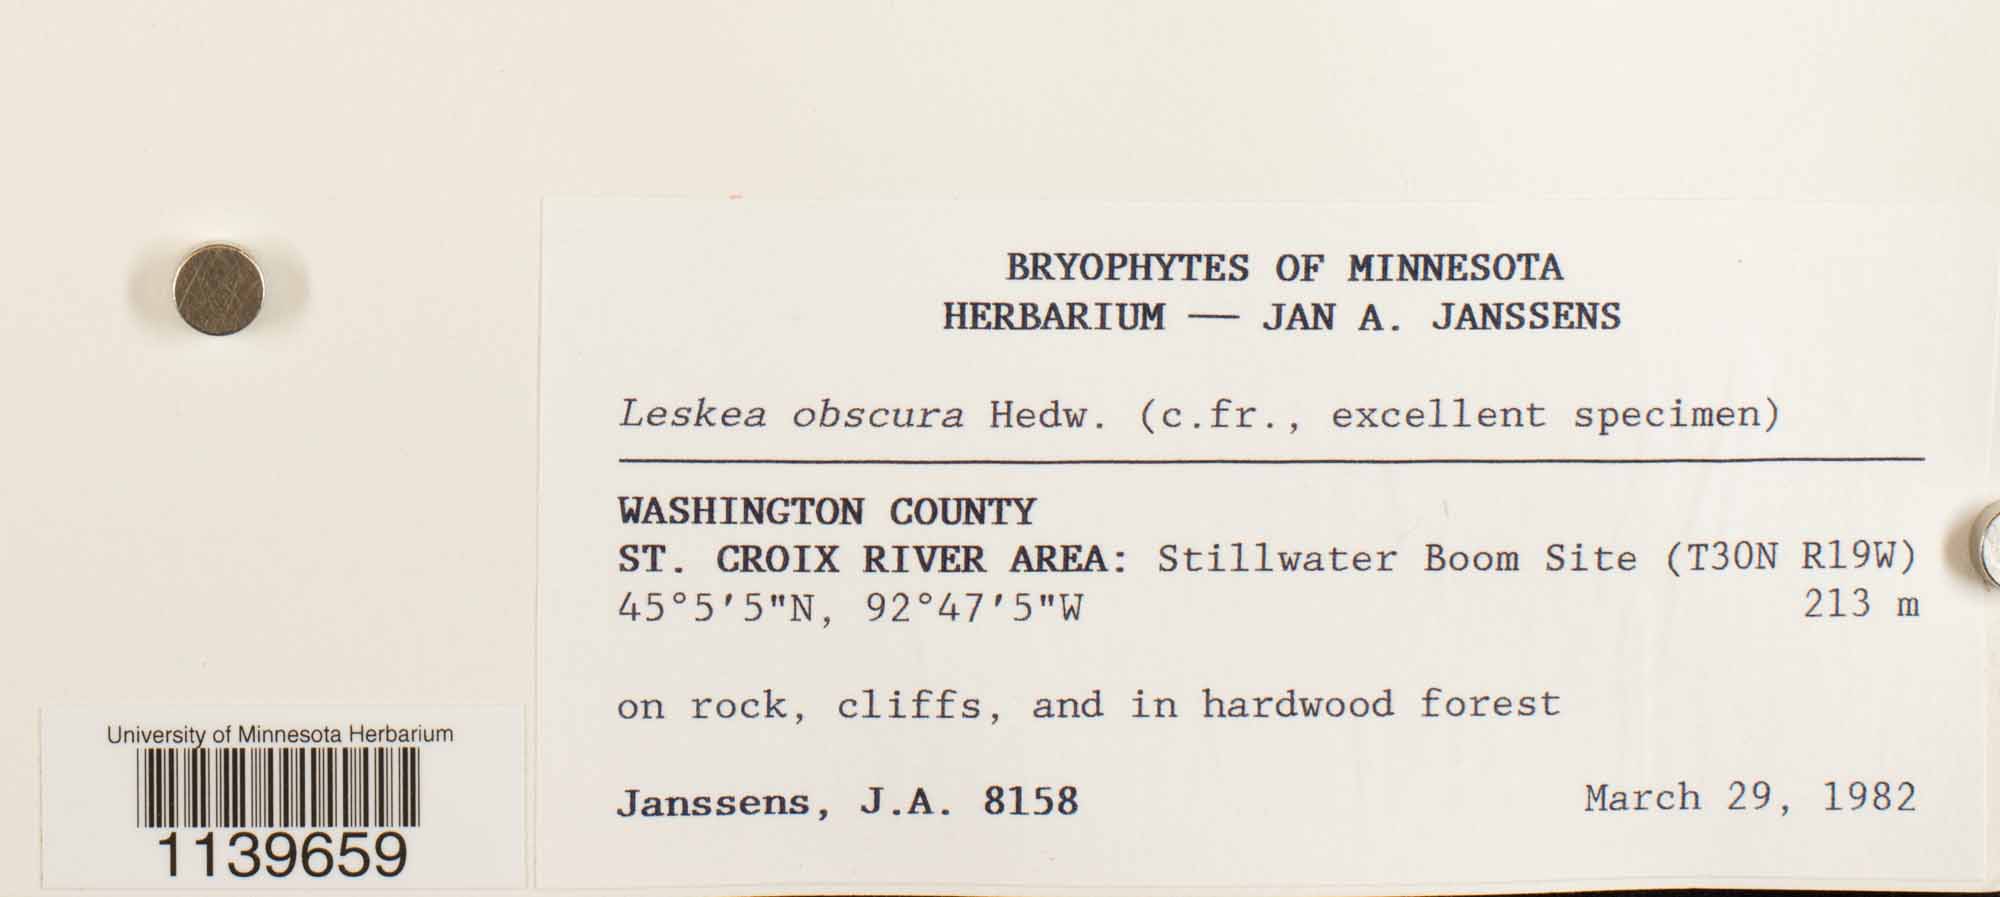 BRYOPHYTES OF MINNESOTA
HERBARIUM — JAN A. JANSSENS
Leskea obscura Hedw. (c.fr., excellent specimen)
WASHINGTON COUNTY
ST. CROIX RIVER AREA: Stillwater Boom Site (T30N R19W)
45°5'5"N, 92°47'5"W 213 m
on rock, cliffs, and in hardwood forest
Janssens, J.A. 8158 March 29, 1982
University of Minnesota Herbarium
1139659